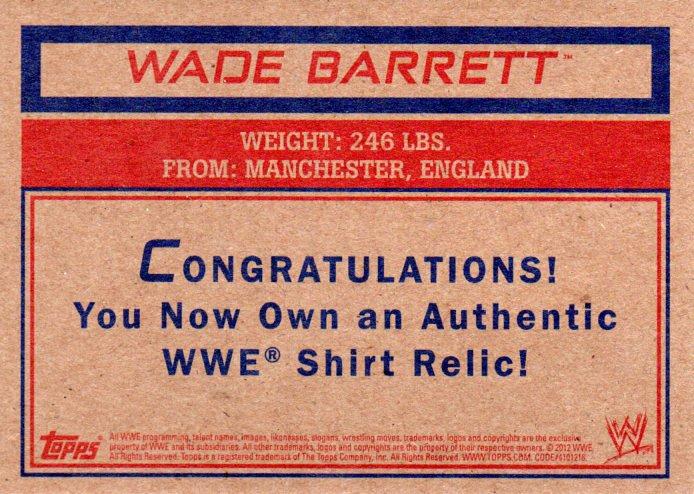 WADE BARRETT™
WEIGHT: 246 LBS.
FROM: MANCHESTER, ENGLAND
CONGRATULATIONS!
You Now Own an Authentic
WWE® Shirt Relic!
Topps®
All WWE programming, talent names, images, likenesses, slogans, wrestling moves, trademarks, logos and copyrights are the exclusive
property of WWE and its subsidiaries. All other trademarks, logos and copyrights are the property of their respective owners. © 2012 WWE.
All Rights Reserved. Topps is a registered trademark of The Topps Company, Inc. All Rights Reserved. WWW.TOPPS.COM. CODE#4101216.
W